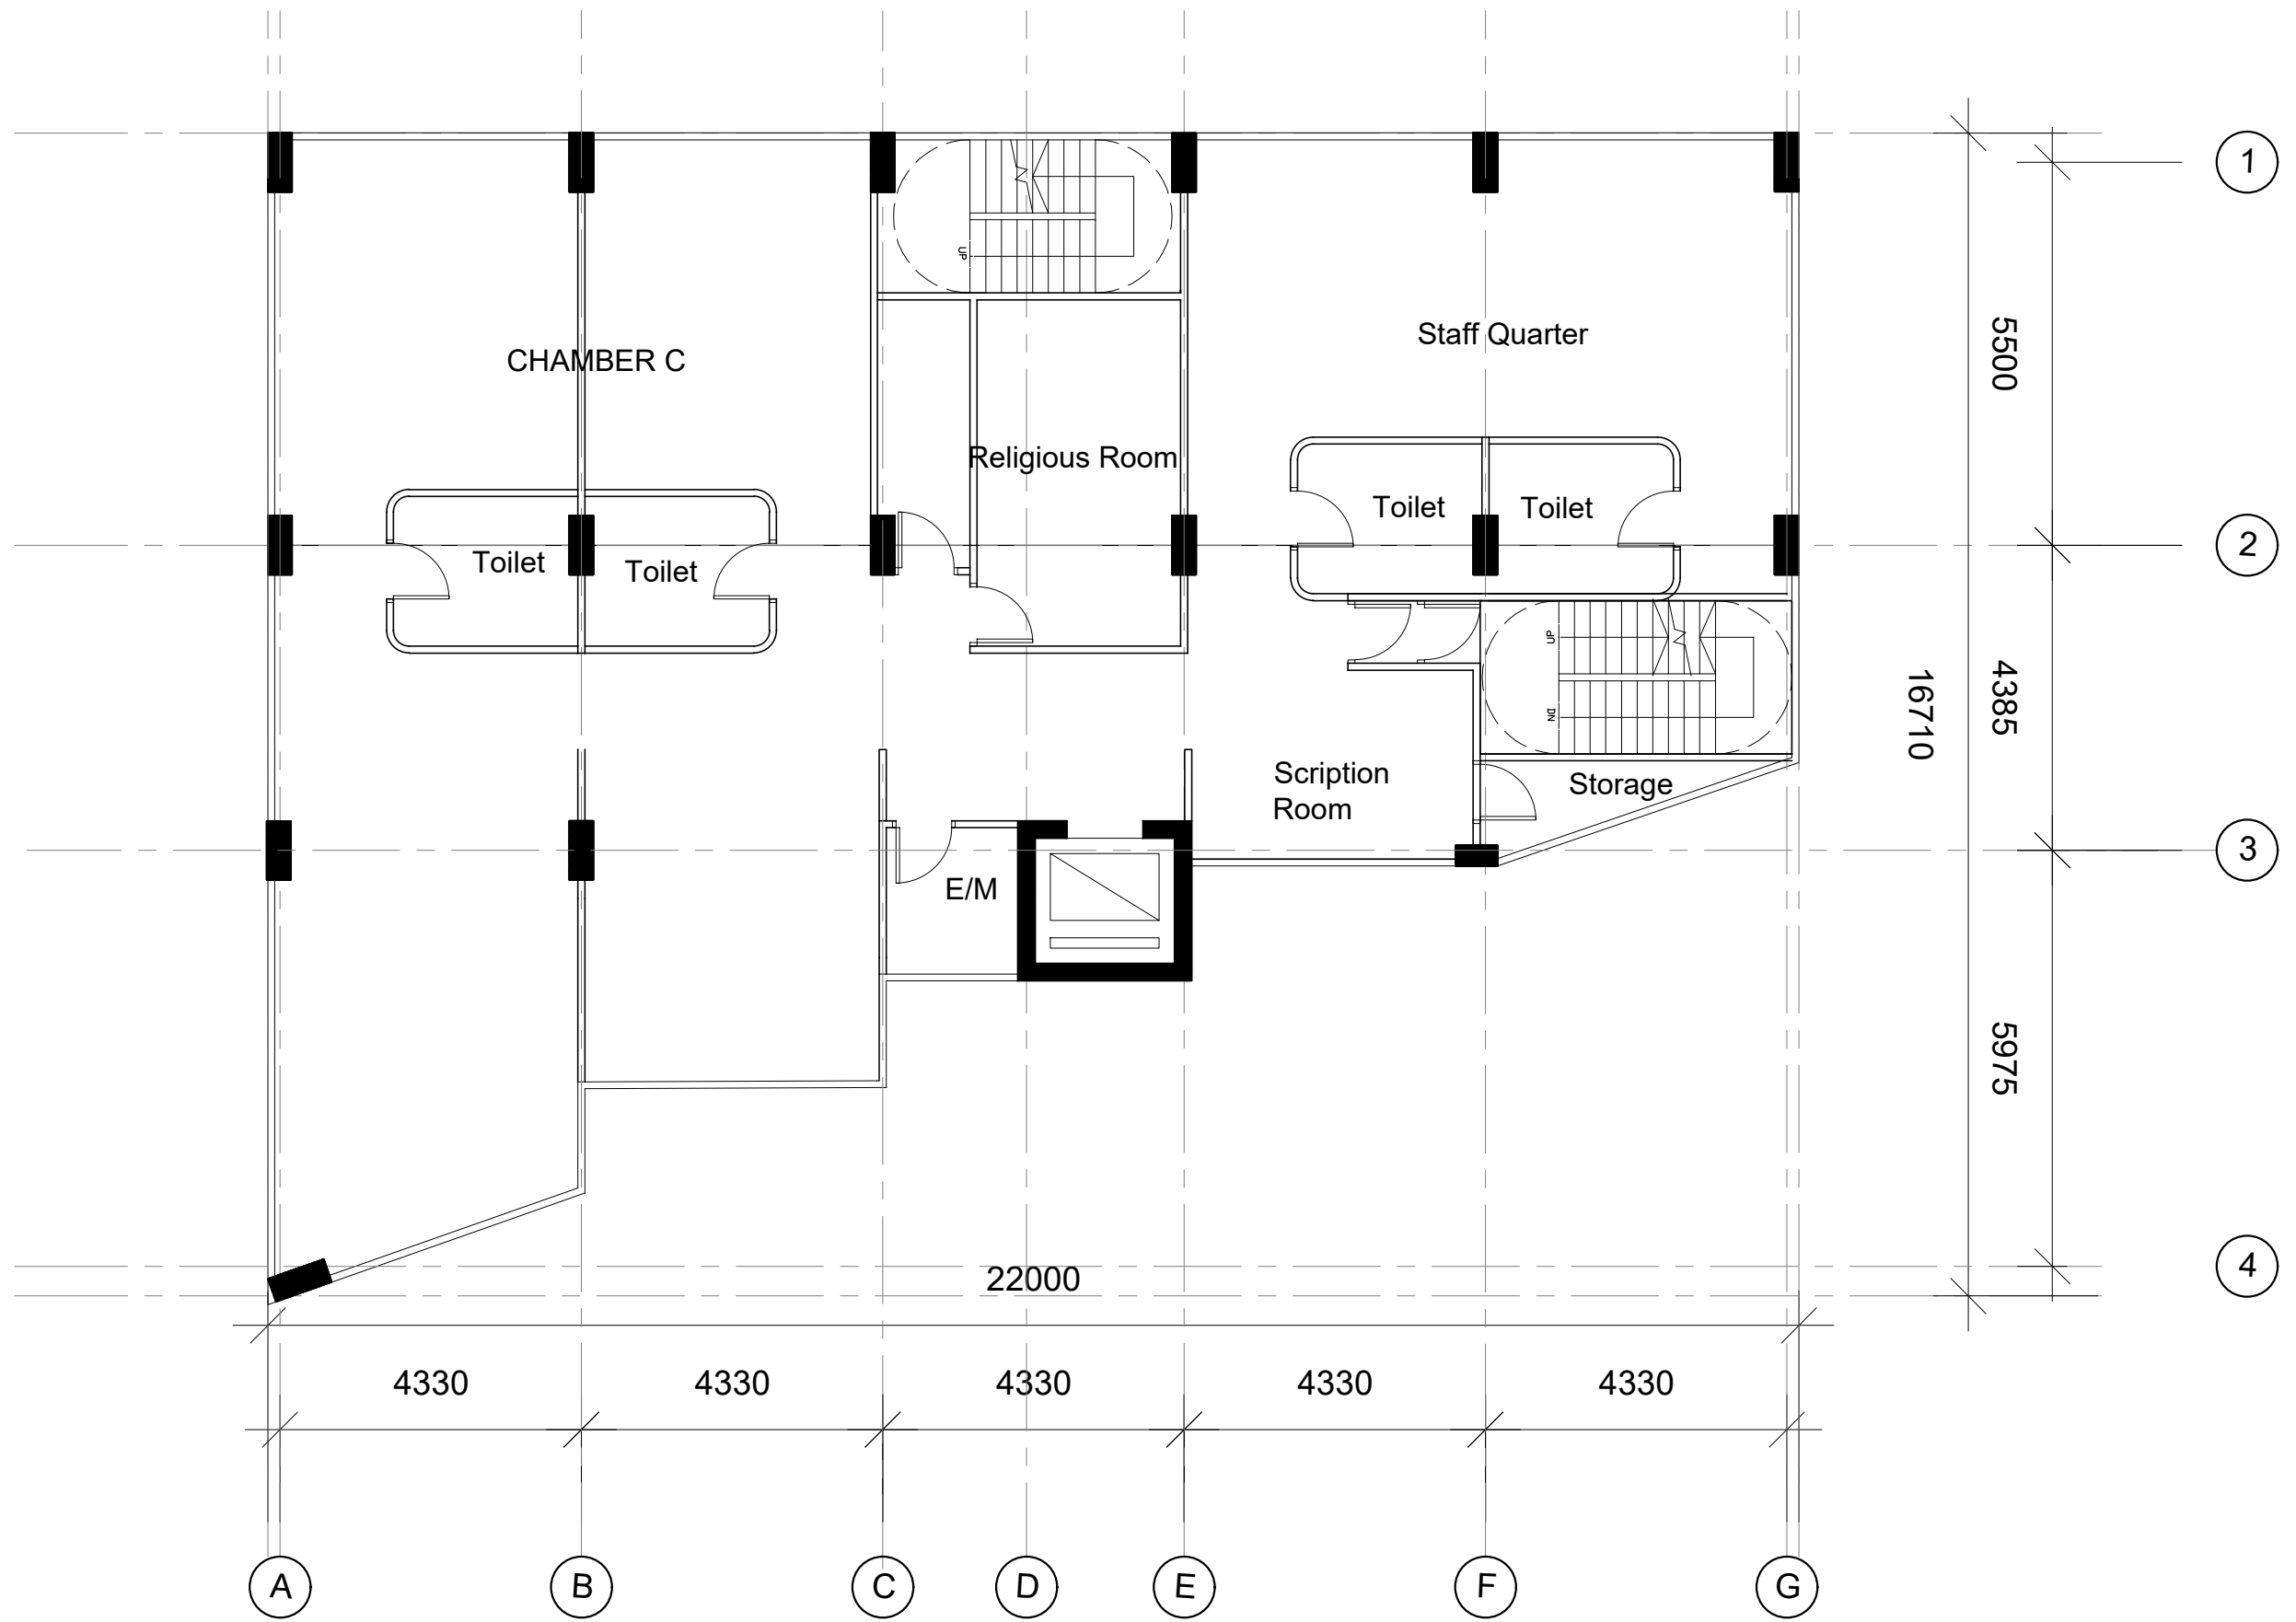 1
Staff Quarter
UP
CHAMBER C
5500
Religious Room
Toilet
Toilet
2
Toilet
Toilet
UP
4385
16710
DN
Scription
Room
Storage
3
E/M
5975
4
22000
4330
4330
4330
4330
4330
A
B
C
D
E
F
G